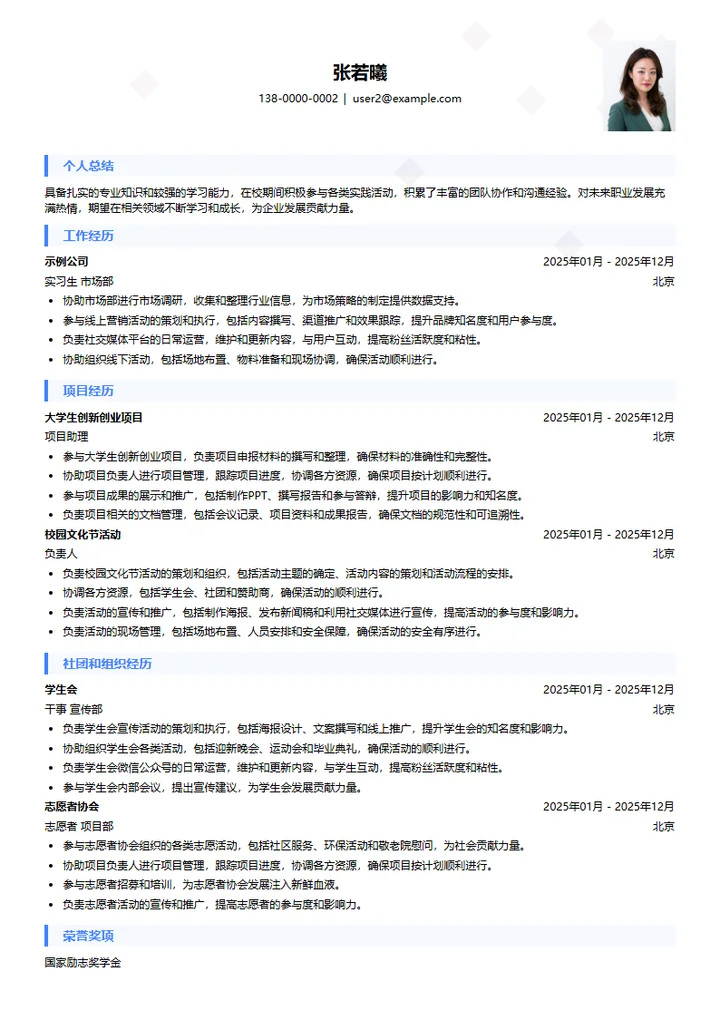 张若曦
138-0000-0002 | user2@example.com
个人总结
具备扎实的专业知识和较强的学习能力，在校期间积极参与各类实践活动，积累了丰富的团队协作和沟通经验。对未来职业发展充
满热情，期望在相关领域不断学习和成长，为企业发展贡献力量。
工作经历
示例公司 2025年01月 - 2025年12月
实习生 市场部 北京
• 协助市场部进行市场调研，收集和整理行业信息，为市场策略的制定提供数据支持。
• 参与线上营销活动的策划和执行，包括内容撰写、渠道推广和效果跟踪，提升品牌知名度和用户参与度。
• 负责社交媒体平台的日常运营，维护和更新内容，与用户互动，提高粉丝活跃度和粘性。
• 协助组织线下活动，包括场地布置、物料准备和现场协调，确保活动顺利进行。
项目经历
大学生创新创业项目 2025年01月 - 2025年12月
项目助理 北京
• 参与大学生创新创业项目，负责项目申报材料的撰写和整理，确保材料的准确性和完整性。
• 协助项目负责人进行项目管理，跟踪项目进度，协调各方资源，确保项目按计划顺利进行。
• 参与项目成果的展示和推广，包括制作PPT、撰写报告和参与答辩，提升项目的影响力和知名度。
• 负责项目相关的文档管理，包括会议记录、项目资料和成果报告，确保文档的规范性和可追溯性。
校园文化节活动 2025年01月 - 2025年12月
负责人 北京
• 负责校园文化节活动的策划和组织，包括活动主题的确定、活动内容的策划和活动流程的安排。
• 协调各方资源，包括学生会、社团和赞助商，确保活动的顺利进行。
• 负责活动的宣传和推广，包括制作海报、发布新闻稿和利用社交媒体进行宣传，提高活动的参与度和影响力。
• 负责活动的现场管理，包括场地布置、人员安排和安全保障，确保活动的安全有序进行。
社团和组织经历
学生会 2025年01月 - 2025年12月
干事 宣传部 北京
• 负责学生会宣传活动的策划和执行，包括海报设计、文案撰写和线上推广，提升学生会的知名度和影响力。
• 协助组织学生会各类活动，包括迎新晚会、运动会和毕业典礼，确保活动的顺利进行。
• 负责学生会微信公众号的日常运营，维护和更新内容，与学生互动，提高粉丝活跃度和粘性。
• 参与学生会内部会议，提出宣传建议，为学生会发展贡献力量。
志愿者协会 2025年01月 - 2025年12月
志愿者 项目部 北京
• 参与志愿者协会组织的各类志愿活动，包括社区服务、环保活动和敬老院慰问，为社会贡献力量。
• 协助项目负责人进行项目管理，跟踪项目进度，协调各方资源，确保项目按计划顺利进行。
• 参与志愿者招募和培训，为志愿者协会发展注入新鲜血液。
• 负责志愿者活动的宣传和推广，提高志愿者的参与度和影响力。
荣誉奖项
国家励志奖学金